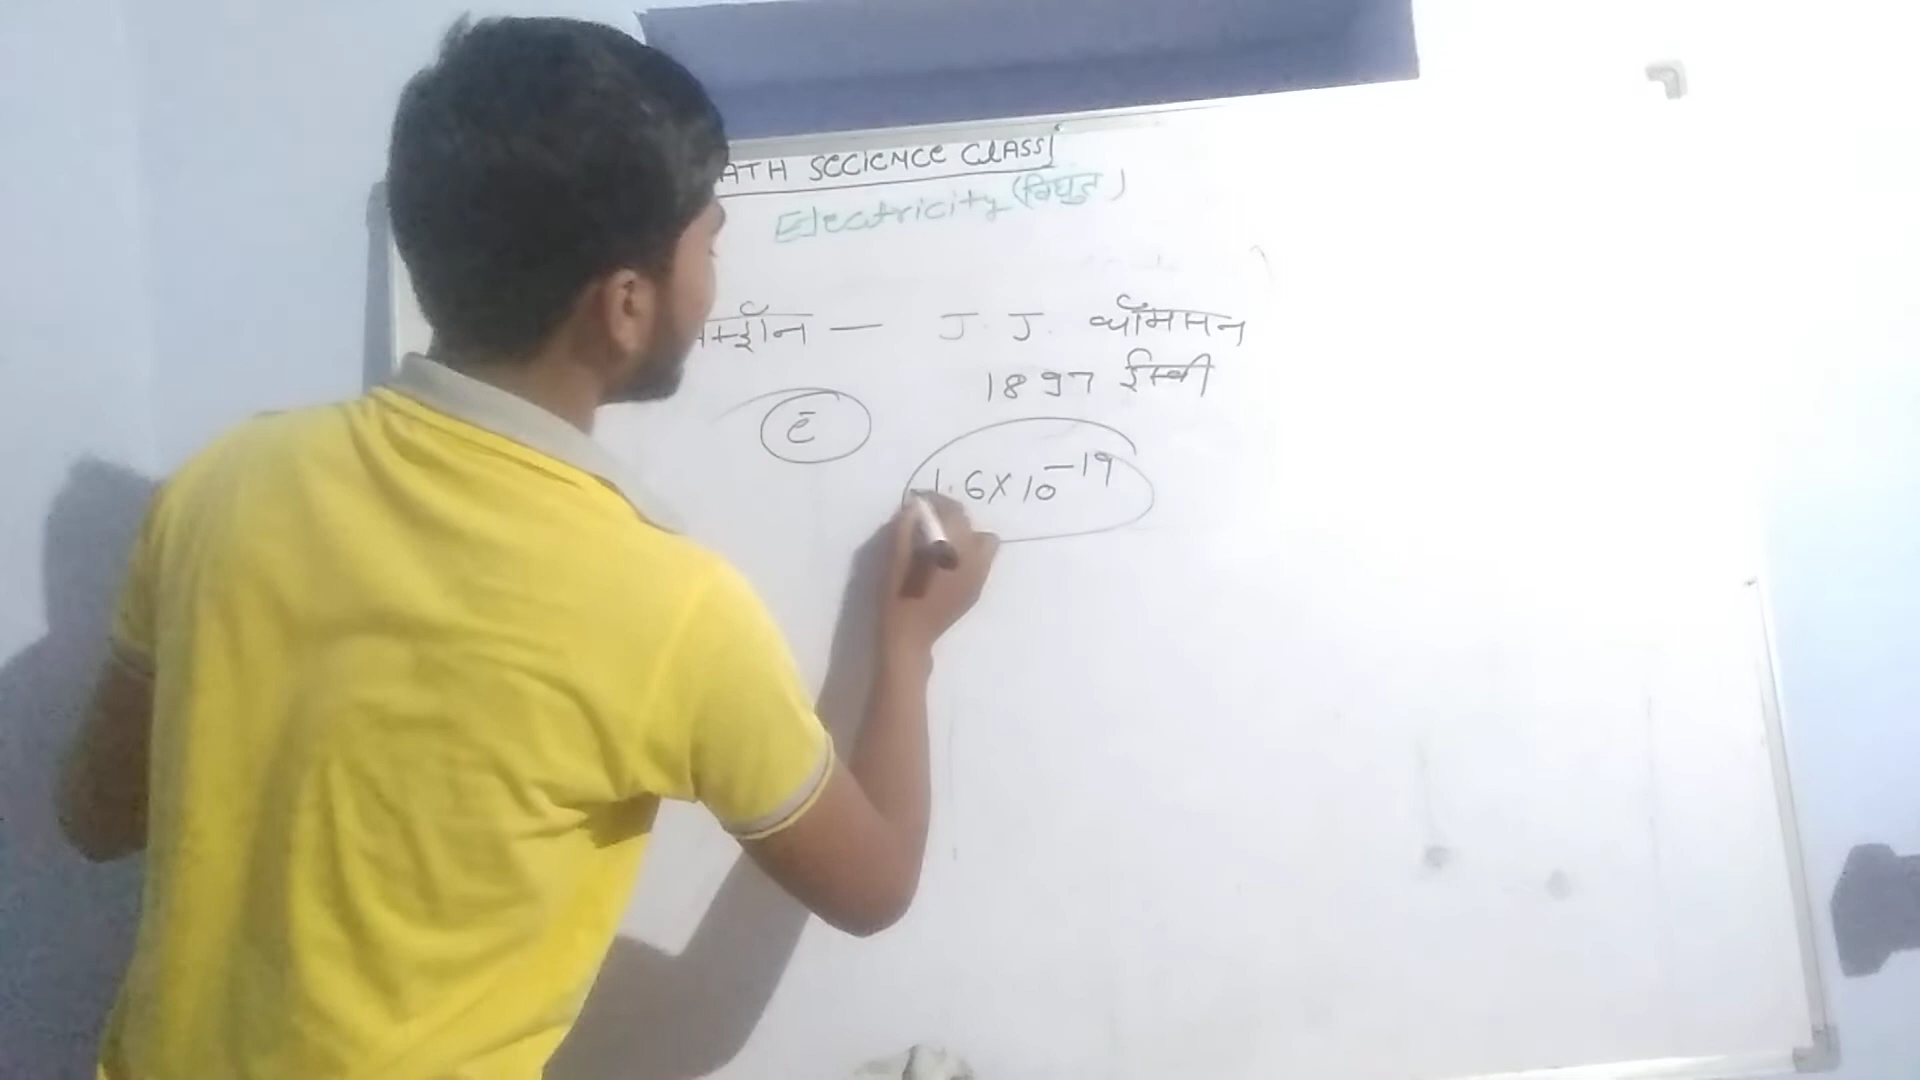 ATH SCCIENCE CLASS
Electricity (विधुत)
क्ट्रॉन — J. J. थॉमसन
1897 ईस्वी
e⁻
-1.6×10⁻¹⁹